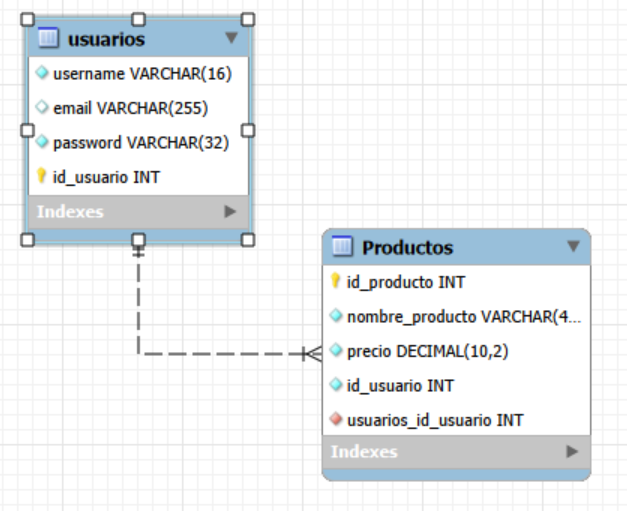 usuarios
username VARCHAR(16)
email VARCHAR(255)
password VARCHAR(32)
id_usuario INT
Indexes
Productos
id_producto INT
nombre_producto VARCHAR(4...
precio DECIMAL(10,2)
id_usuario INT
usuarios_id_usuario INT
Indexes